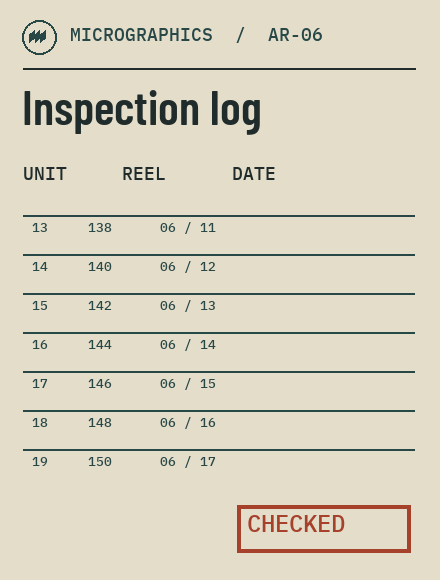 MICROGRAPHICS / AR-06
Inspection log
UNIT REEL DATE
13 138 06 / 11
14 140 06 / 12
15 142 06 / 13
16 144 06 / 14
17 146 06 / 15
18 148 06 / 16
19 150 06 / 17
CHECKED